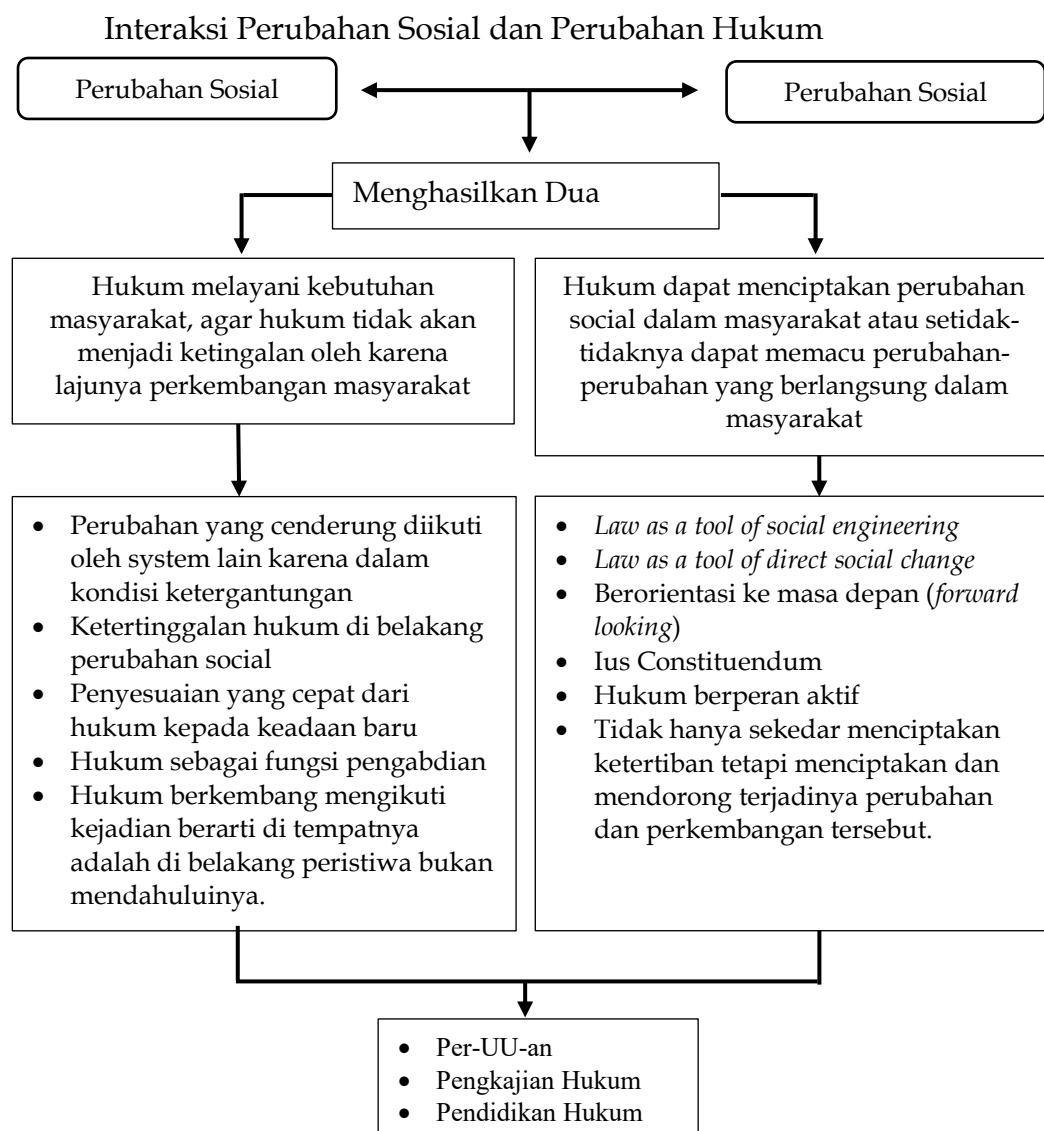 Interaksi Perubahan Sosial dan Perubahan Hukum
Perubahan Sosial
Perubahan Sosial
Menghasilkan Dua
Hukum melayani kebutuhan
masyarakat, agar hukum tidak akan
menjadi ketingalan oleh karena
lajunya perkembangan masyarakat
Hukum dapat menciptakan perubahan
social dalam masyarakat atau setidak-
tidaknya dapat memacu perubahan-
perubahan yang berlangsung dalam
masyarakat
• Perubahan yang cenderung diikuti
oleh system lain karena dalam
kondisi ketergantungan
• Ketertinggalan hukum di belakang
perubahan social
• Penyesuaian yang cepat dari
hukum kepada keadaan baru
• Hukum sebagai fungsi pengabdian
• Hukum berkembang mengikuti
kejadian berarti di tempatnya
adalah di belakang peristiwa bukan
mendahuluinya.
• Law as a tool of social engineering
• Law as a tool of direct social change
• Berorientasi ke masa depan (forward
looking)
• Ius Constituendum
• Hukum berperan aktif
• Tidak hanya sekedar menciptakan
ketertiban tetapi menciptakan dan
mendorong terjadinya perubahan
dan perkembangan tersebut.
• Per-UU-an
• Pengkajian Hukum
• Pendidikan Hukum